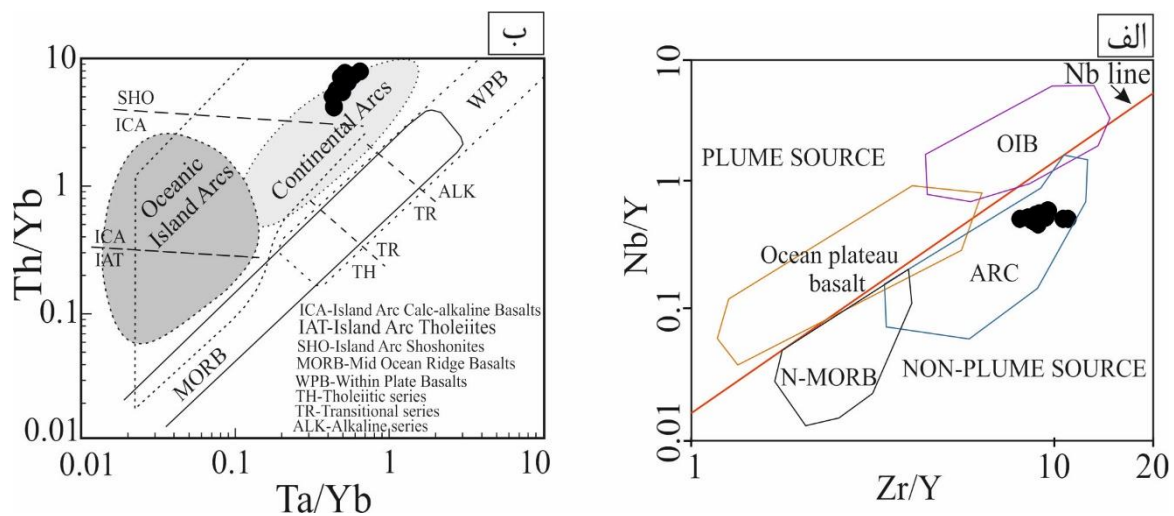 ب
10
1
0.1
0.01
Th/Yb
SHO
ICA
ICA
IAT
Oceanic
Island Arcs
Continental Arcs
WPB
MORB
ALK
TR
TR
TH
ICA-Island Arc Calc-alkaline Basalts
IAT-Island Arc Tholeiites
SHO-Island Arc Shoshonites
MORB-Mid Ocean Ridge Basalts
WPB-Within Plate Basalts
TH-Tholeiitic series
TR-Transitional series
ALK-Alkaline series
0.01
0.1
1
10
Ta/Yb
الف
10
1
0.1
0.01
Nb/Y
Nb line
OIB
PLUME SOURCE
Ocean plateau
basalt
ARC
N-MORB
NON-PLUME SOURCE
1
10
20
Zr/Y